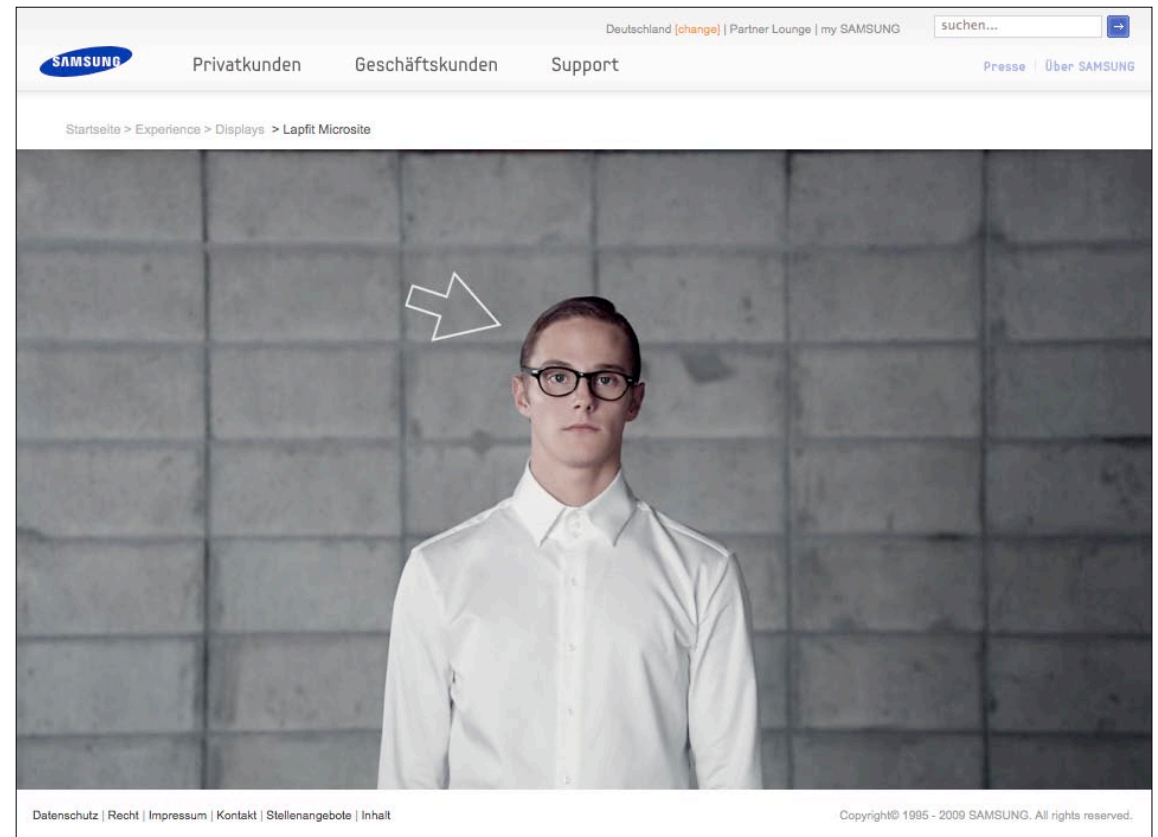 Deutschland [change] | Partner Lounge | my SAMSUNG
suchen...
SAMSUNG
Privatkunden
Geschäftskunden
Support
Presse | Über SAMSUNG
Startseite > Experience > Displays > Lapfit Microsite
Datenschutz | Recht | Impressum | Kontakt | Stellenangebote | Inhalt
Copyright© 1995 - 2009 SAMSUNG. All rights reserved.